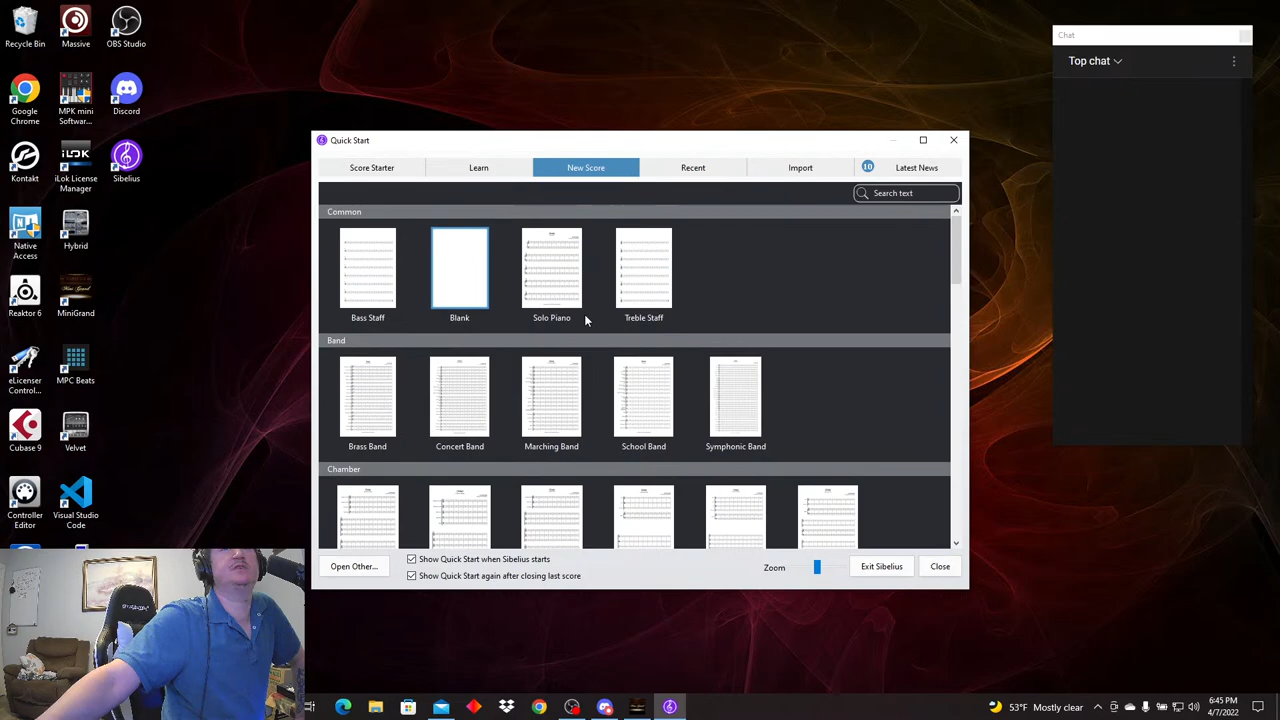 Recycle Bin
Massive
OBS Studio
Google Chrome
MPK mini Softwar...
Discord
Kontakt
iLok License Manager
Sibelius
Native Access
Hybrid
Reaktor 6
MiniGrand
eLicenser Control...
MPC Beats
Cubase 9
Velvet
Controller Editor
Visual Studio Code
Quick Start
Score Starter
Learn
New Score
Recent
Import
10
Latest News
Search text
Common
Bass Staff
Blank
Solo Piano
Treble Staff
Band
Brass Band
Concert Band
Marching Band
School Band
Symphonic Band
Chamber
Open Other...
Show Quick Start when Sibelius starts
Show Quick Start again after closing last score
Zoom
Exit Sibelius
Close
Chat
Top chat
53°F Mostly clear
6:45 PM
4/7/2022